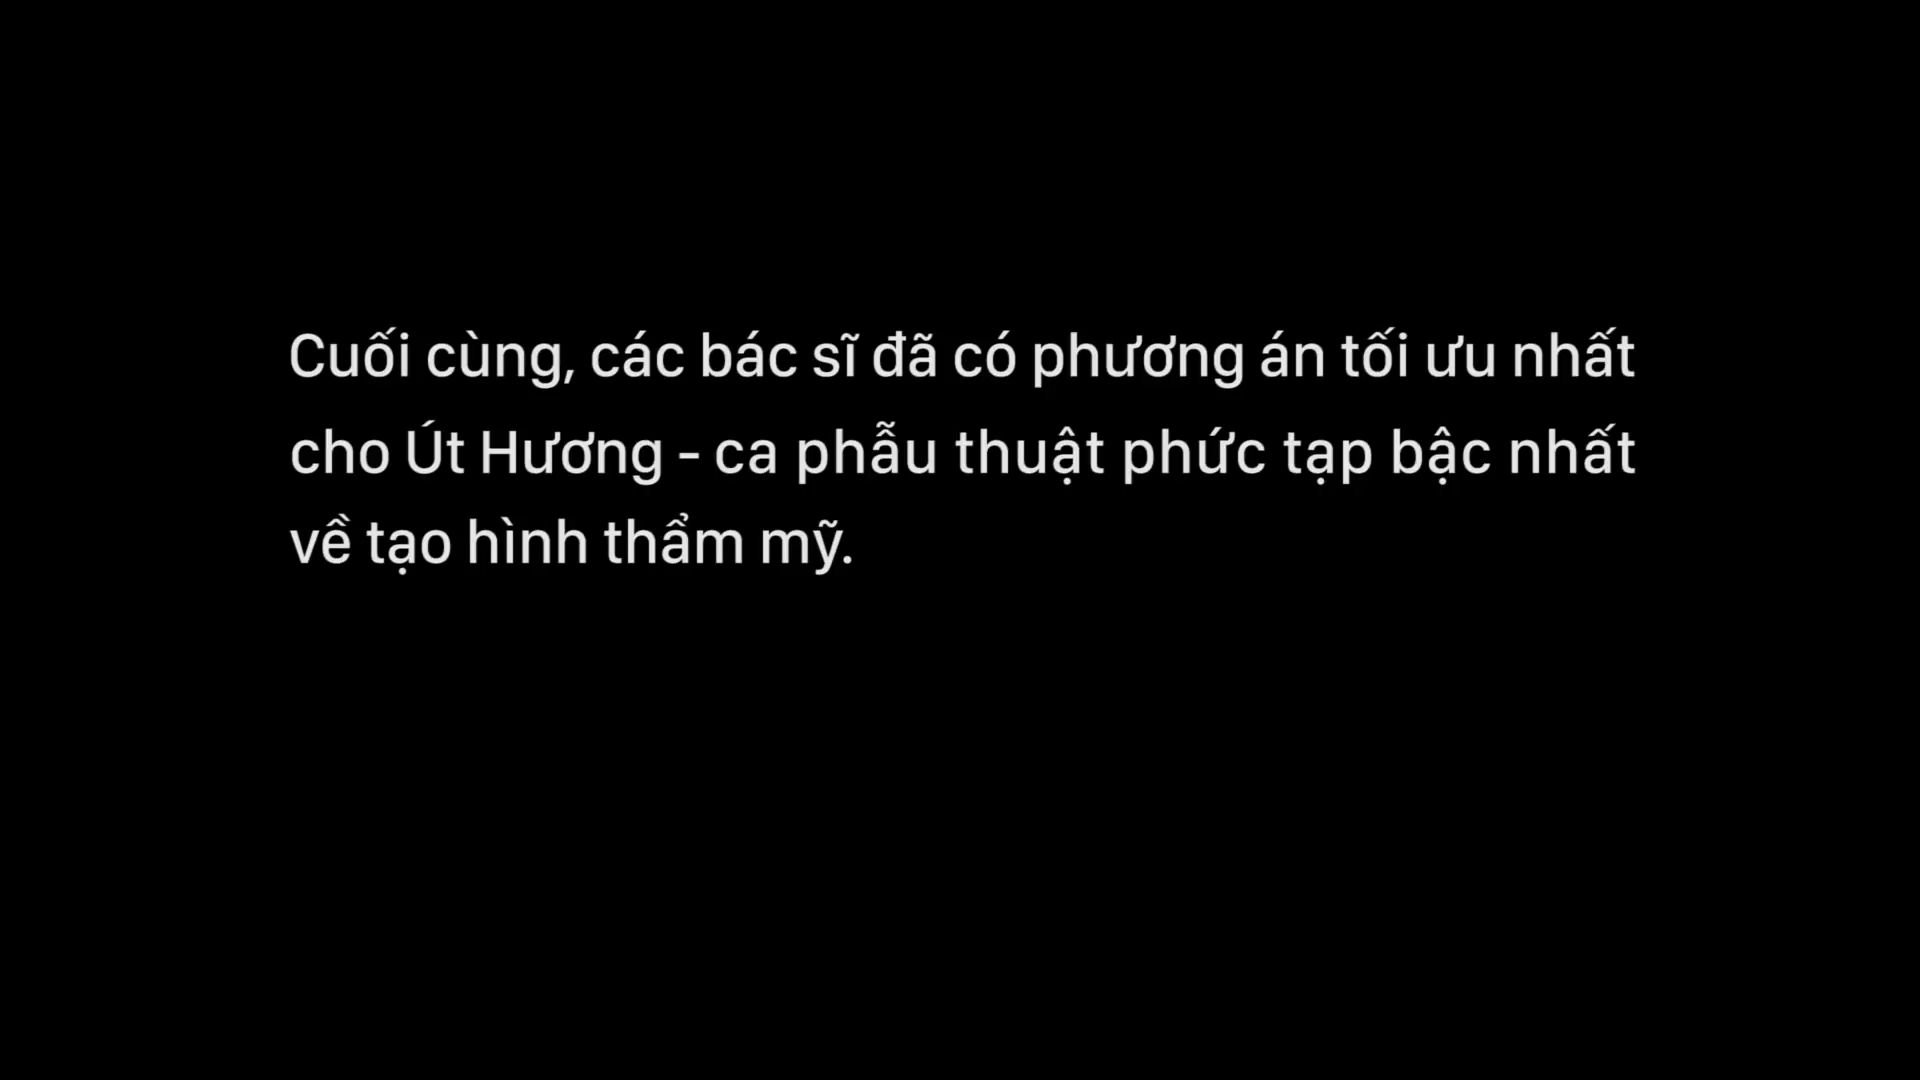 Cuối cùng, các bác sĩ đã có phương án tối ưu nhất
cho Út Hương - ca phẫu thuật phức tạp bậc nhất
về tạo hình thẩm mỹ.